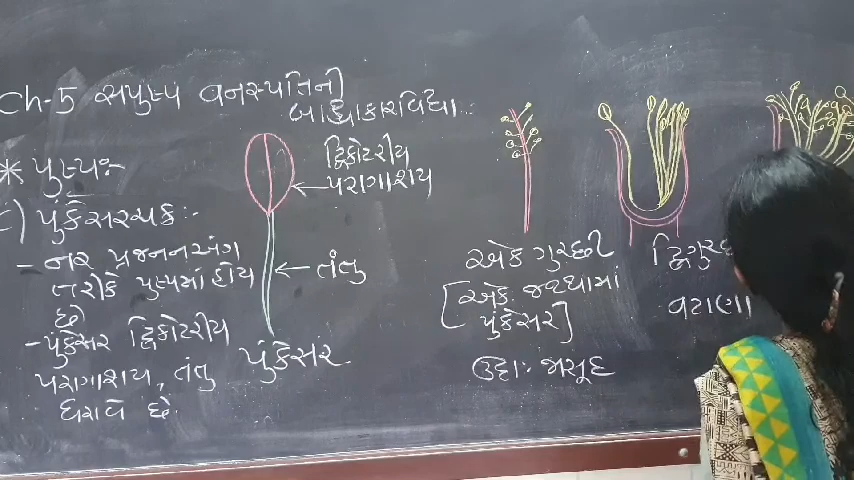 Ch-5 સપુષ્પ વનસ્પતિની
બાહ્યાકારવિદ્યા :
* પુષ્પ:-
C) પુંકેસરચક્ર:-
- નર પ્રજનન અંગ
તરીકે પુષ્પમાં હોય
છે
- પુંકેસર દ્વિકોટરીય
પરાગાશય, તંતુ
ધરાવે છે.
દ્વિકોટરીય
પરાગાશય
તંતુ
પુંકેસર
એક ગુચ્છી
[એક જથ્થામાં
પુંકેસર]
ઉદા: જાસૂદ
દ્વિગુચ્છ
વટાણા